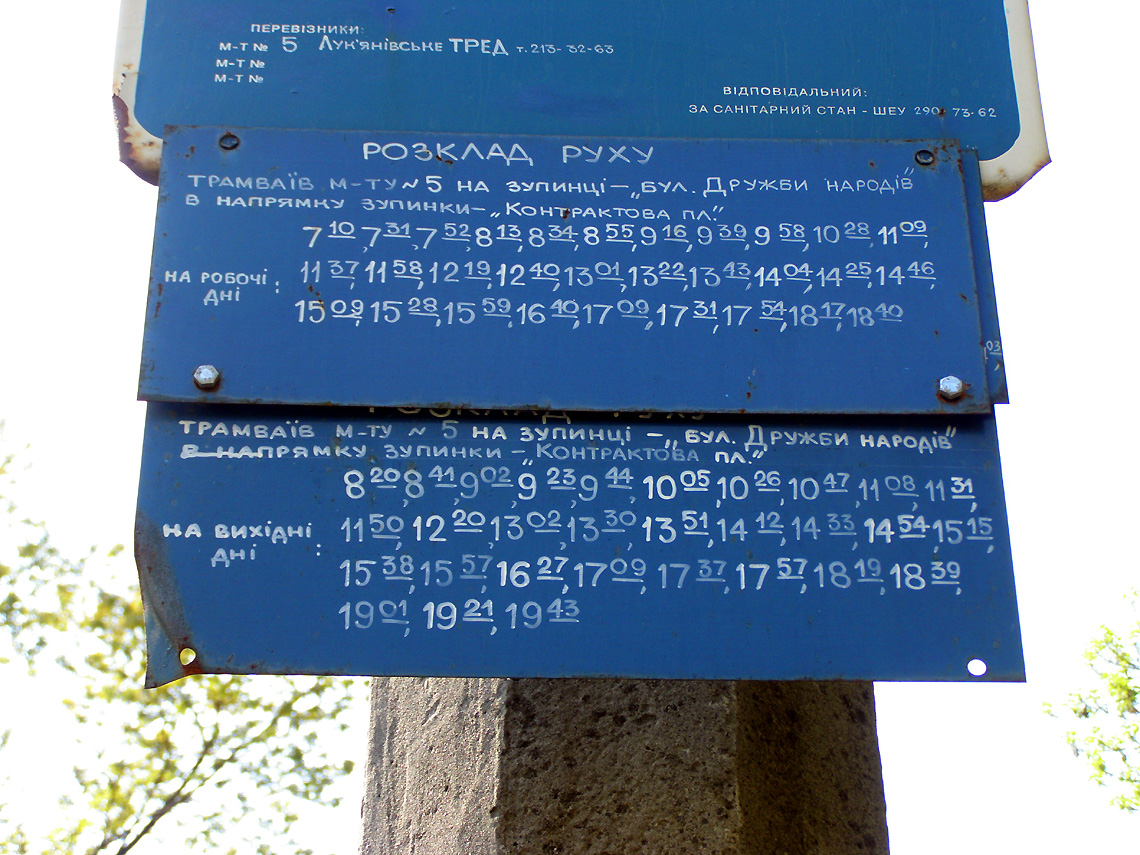 ПЕРЕВІЗНИКИ:
М-Т № 5 Лук'янівське ТРЕД т. 213-32-63
М-Т №
М-Т №
ВІДПОВІДАЛЬНИЙ:
ЗА САНІТАРНИЙ СТАН - ШЕУ 290-73-62
РОЗКЛАД РУХУ
ТРАМВАЇВ М-ТУ ~ 5 НА ЗУПИНЦІ – „БУЛ. ДРУЖБИ НАРОДІВ"
В НАПРЯМКУ ЗУПИНКИ – „КОНТРАКТОВА ПЛ."
7 10, 7 31, 7 52, 8 13, 8 34, 8 55, 9 16, 9 39, 9 58, 10 28, 11 09,
НА РОБОЧІ ДНІ : 11 37, 11 58, 12 19, 12 40, 13 01, 13 22, 13 43, 14 04, 14 25, 14 46,
15 09, 15 28, 15 59, 16 40, 17 09, 17 31, 17 54, 18 17, 18 40
03
РОЗКЛАД РУХУ
ТРАМВАЇВ М-ТУ ~ 5 НА ЗУПИНЦІ – „БУЛ. ДРУЖБИ НАРОДІВ"
В НАПРЯМКУ ЗУПИНКИ – „КОНТРАКТОВА ПЛ."
8 20, 8 41, 9 02, 9 23, 9 44, 10 05, 10 26, 10 47, 11 08, 11 31,
НА ВИХІДНІ ДНІ : 11 50, 12 20, 13 02, 13 30, 13 51, 14 12, 14 33, 14 54, 15 15,
15 38, 15 57, 16 27, 17 09, 17 37, 17 57, 18 19, 18 39,
19 01, 19 21, 19 43